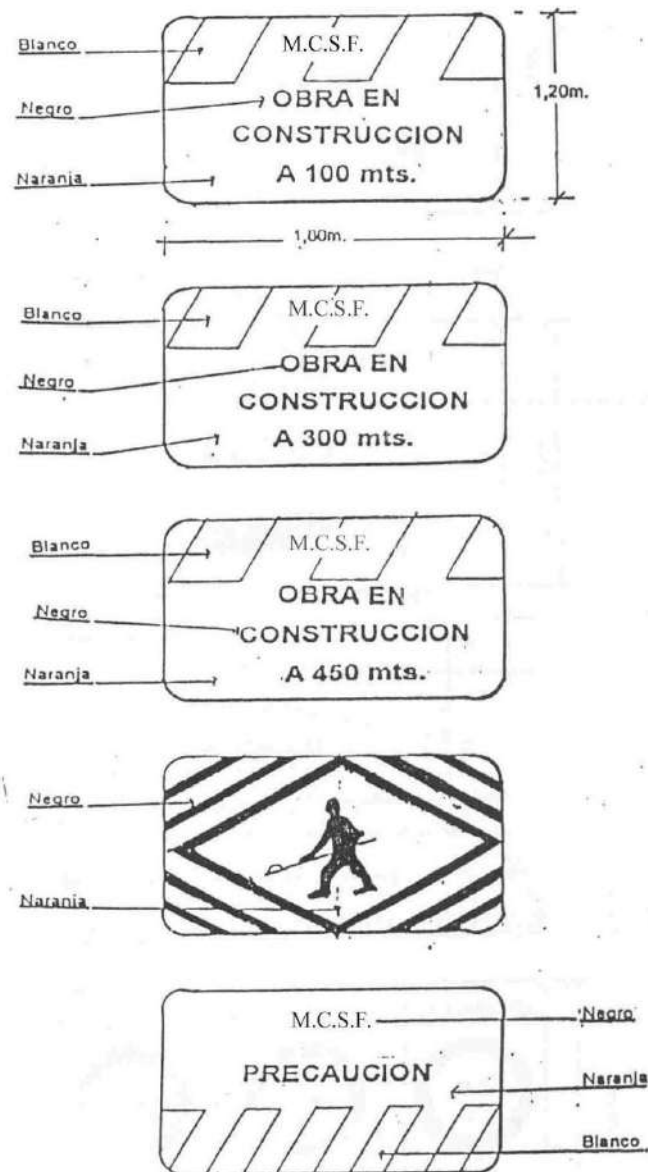 Blanco
M.C.S.F.
Negro
OBRA EN
CONSTRUCCION
Naranja
A 100 mts.
1,20m.
1,80m.
Blanco
M.C.S.F.
Negro
OBRA EN
CONSTRUCCION
Naranja
A 300 mts.
Blanco
M.C.S.F.
Negro
OBRA EN
CONSTRUCCION
Naranja
A 450 mts.
Negro
Naranja
M.C.S.F.
Negro
PRECAUCION
Naranja
Blanco